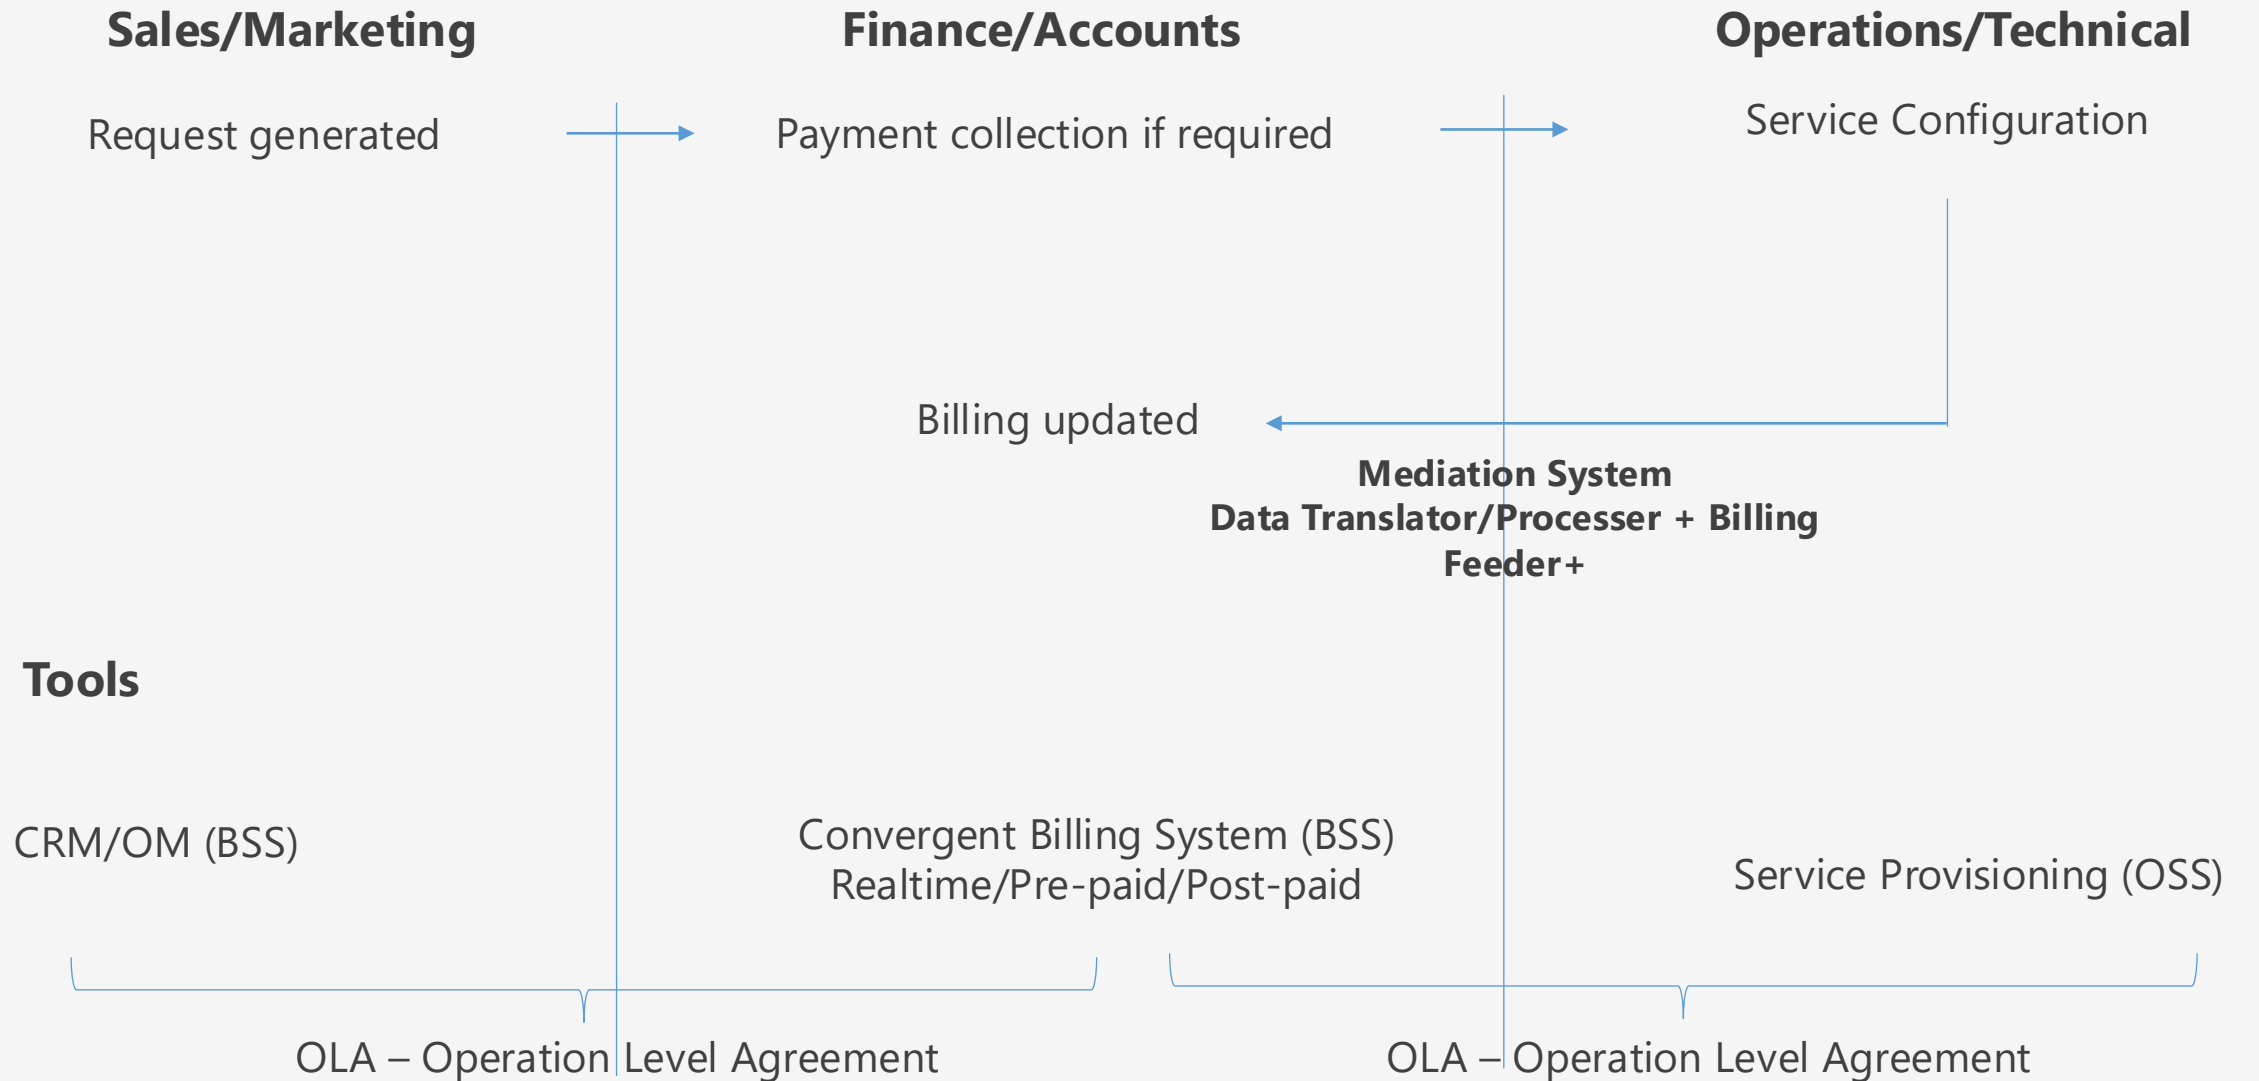 Sales/Marketing
Finance/Accounts
Operations/Technical
Request generated
Payment collection if required
Service Configuration
Billing updated
Mediation System
Data Translator/Processer + Billing
Feeder+
Tools
CRM/OM (BSS)
Convergent Billing System (BSS)
Realtime/Pre-paid/Post-paid
Service Provisioning (OSS)
OLA – Operation Level Agreement
OLA – Operation Level Agreement